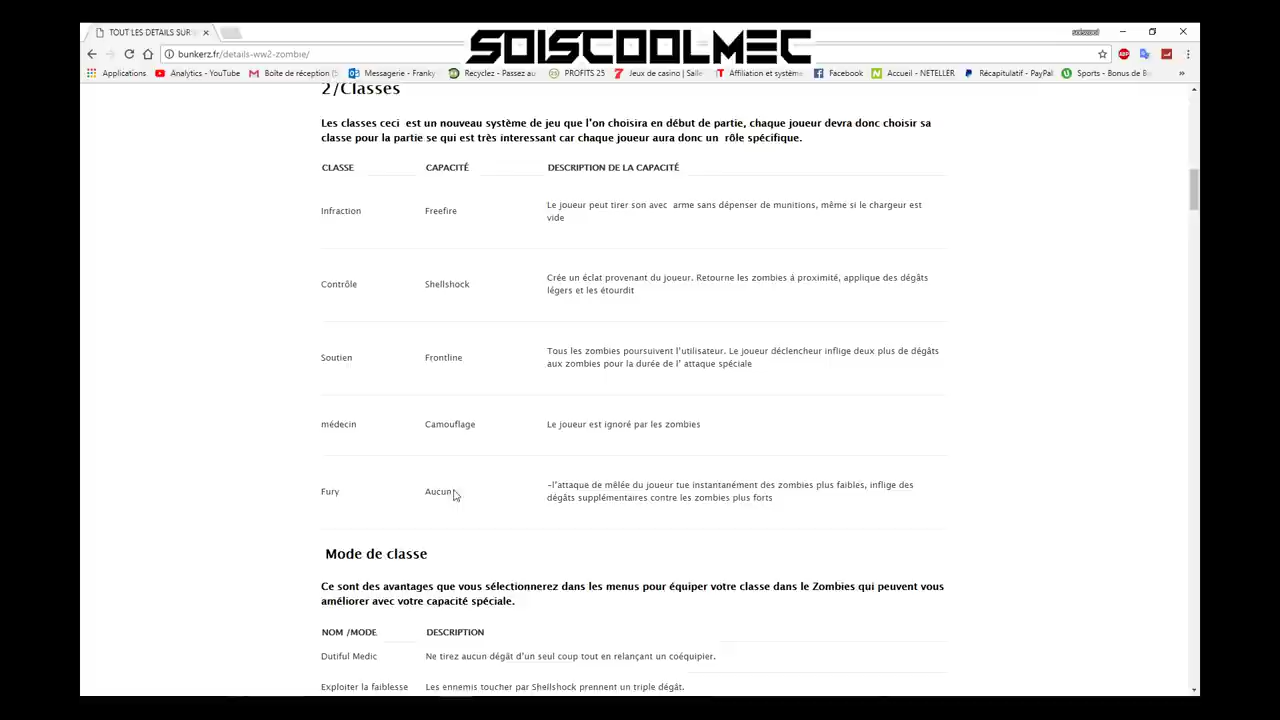 TOUT LES DETAILS SUR
SOISCOOLMEC
soiscool
bunkerz.fr/details-ww2-zombie/
Applications Analytics - YouTube Boîte de réception (5 Messagerie - Franky Recyclez - Passez au PROFITS 25 Jeux de casino | Salle Affiliation et système Facebook Accueil - NETELLER Récapitulatif - PayPal Sports - Bonus de B
2/Classes
Les classes ceci est un nouveau système de jeu que l'on choisira en début de partie, chaque joueur devra donc choisir sa
classe pour la partie se qui est très interessant car chaque joueur aura donc un rôle spécifique.
CLASSE CAPACITÉ DESCRIPTION DE LA CAPACITÉ
Infraction Freefire Le joueur peut tirer son avec arme sans dépenser de munitions, même si le chargeur est
vide
Contrôle Shellshock Crée un éclat provenant du joueur. Retourne les zombies á proximité, applique des dégâts
légers et les étourdit
Soutien Frontline Tous les zombies poursuivent l'utilisateur. Le joueur déclencheur inflige deux plus de dégâts
aux zombies pour la durée de l' attaque spéciale
médecin Camouflage Le joueur est ignoré par les zombies
Fury Aucun -l'attaque de mêlée du joueur tue instantanément des zombies plus faibles, inflige des
dégâts supplémentaires contre les zombies plus forts
Mode de classe
Ce sont des avantages que vous sélectionnerez dans les menus pour équiper votre classe dans le Zombies qui peuvent vous
améliorer avec votre capacité spéciale.
NOM /MODE DESCRIPTION
Dutiful Medic Ne tirez aucun dégât d'un seul coup tout en relançant un coéquipier.
Exploiter la faiblesse Les ennemis toucher par Shellshock prennent un triple dégât.